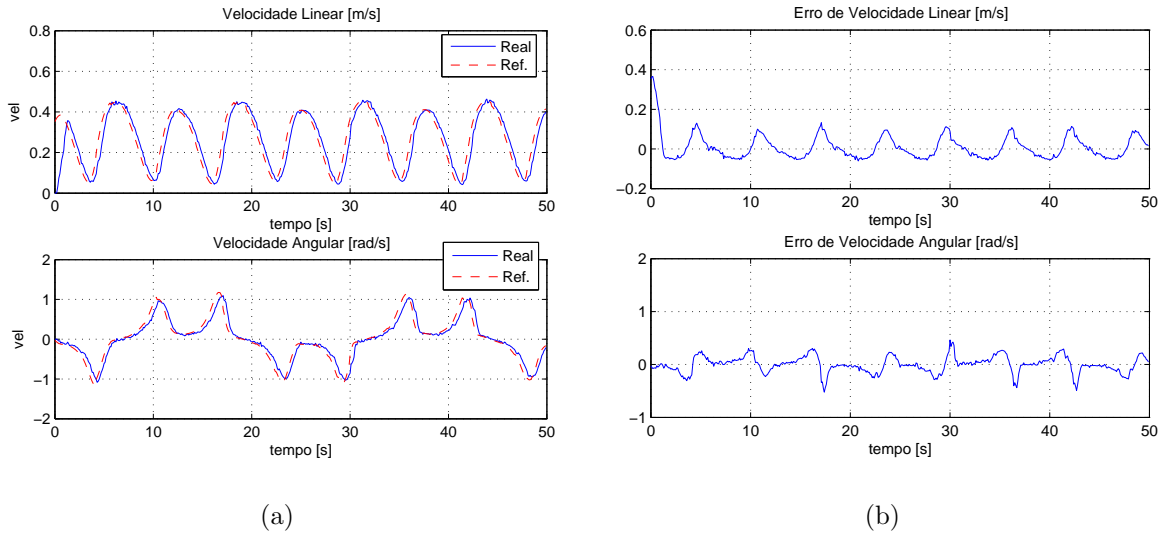 Velocidade Linear [m/s]
0.8
0.6
0.4
0.2
0
vel
Real
Ref.
0 10 20 30 40 50
tempo [s]
Velocidade Angular [rad/s]
2
1
0
−1
−2
vel
Real
Ref.
0 10 20 30 40 50
tempo [s]
(a)
Erro de Velocidade Linear [m/s]
0.6
0.4
0.2
0
−0.2
0 10 20 30 40 50
tempo [s]
Erro de Velocidade Angular [rad/s]
2
1
0
−1
0 10 20 30 40 50
tempo [s]
(b)